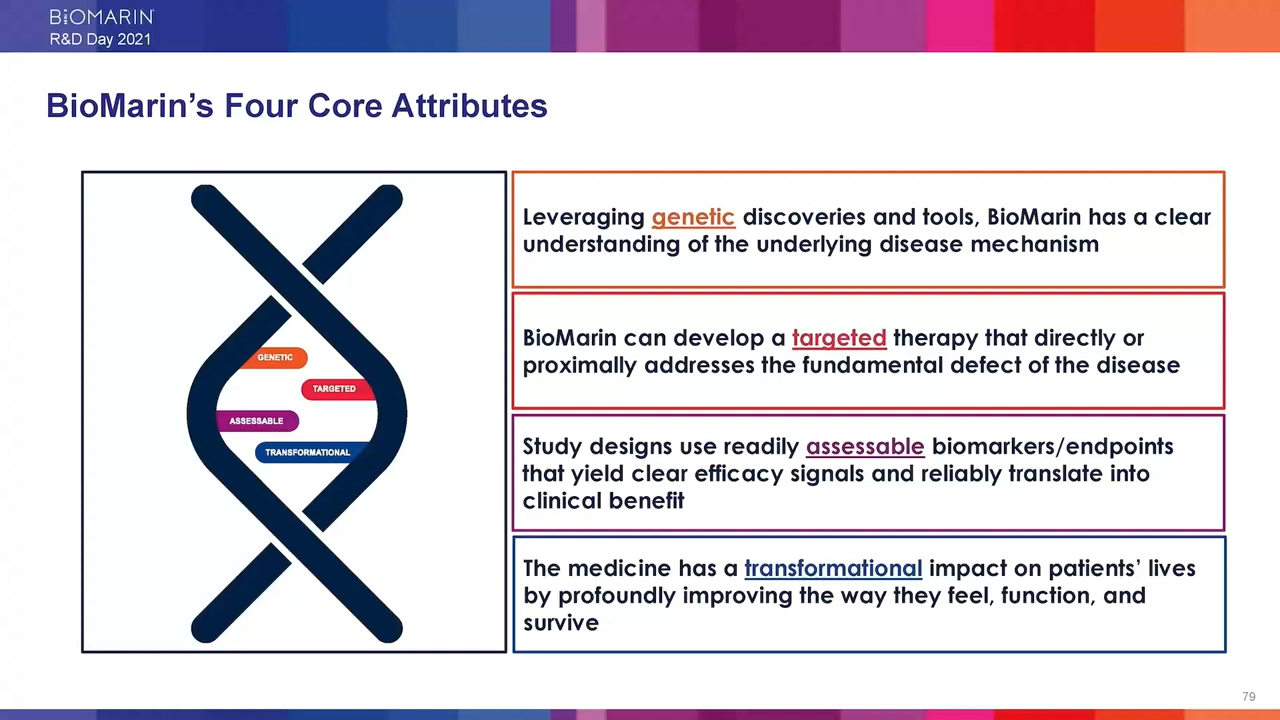 BIOMARIN
R&D Day 2021
BioMarin’s Four Core Attributes
GENETIC
TARGETED
ASSESSABLE
TRANSFORMATIONAL
Leveraging genetic discoveries and tools, BioMarin has a clear
understanding of the underlying disease mechanism
BioMarin can develop a targeted therapy that directly or
proximally addresses the fundamental defect of the disease
Study designs use readily assessable biomarkers/endpoints
that yield clear efficacy signals and reliably translate into
clinical benefit
The medicine has a transformational impact on patients’ lives
by profoundly improving the way they feel, function, and
survive
79